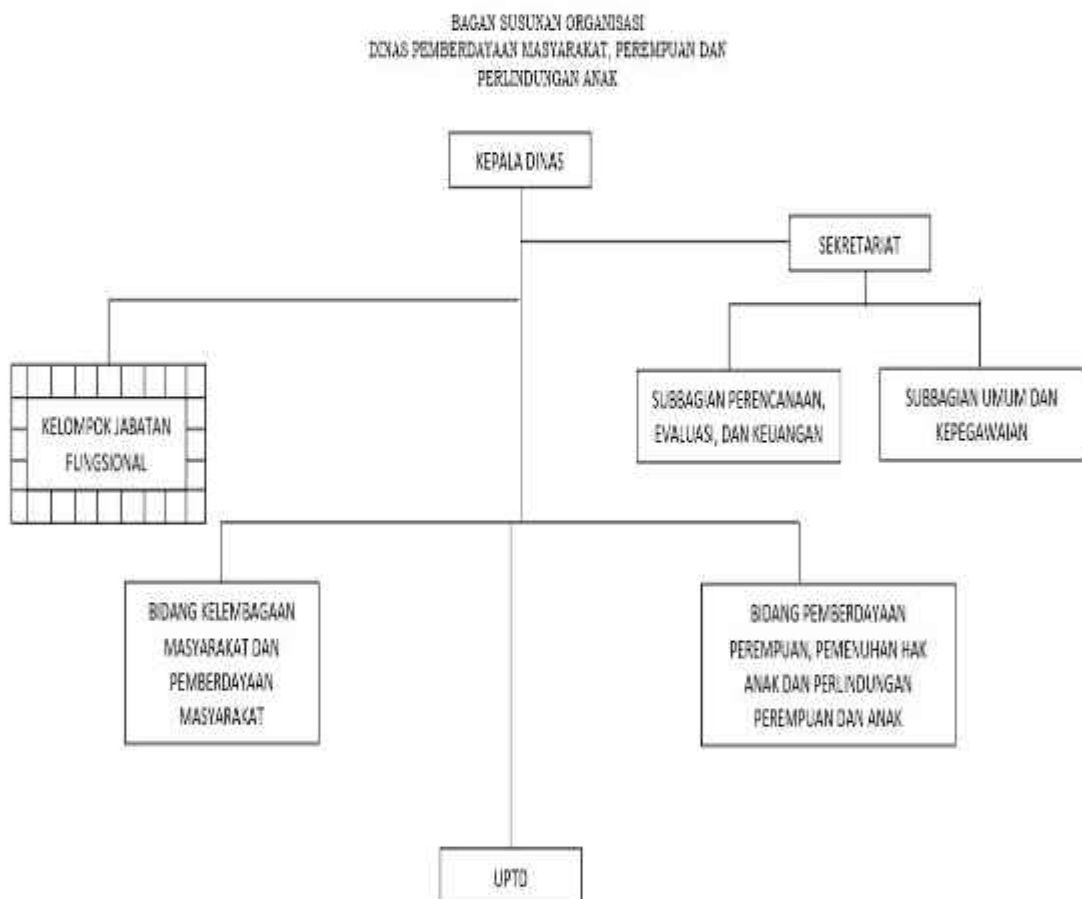 BAGAN SUSUNAN ORGANISASI
DINAS PEMBERDAYAAN MASYARAKAT, PEREMPUAN DAN
PERLINDUNGAN ANAK
KEPALA DINAS
SEKRETARIAT
KELOMPOK JABATAN
FUNGSIONAL
SUBBAGIAN PERENCANAAN,
EVALUASI, DAN KEUANGAN
SUBBAGIAN UMUM DAN
KEPEGAWAIAN
BIDANG KELEMBAGAAN
MASYARAKAT DAN
PEMBERDAYAAN
MASYARAKAT
BIDANG PEMBERDAYAAN
PEREMPUAN, PEMENUHAN HAK
ANAK DAN PERLINDUNGAN
PEREMPUAN DAN ANAK
UPTD